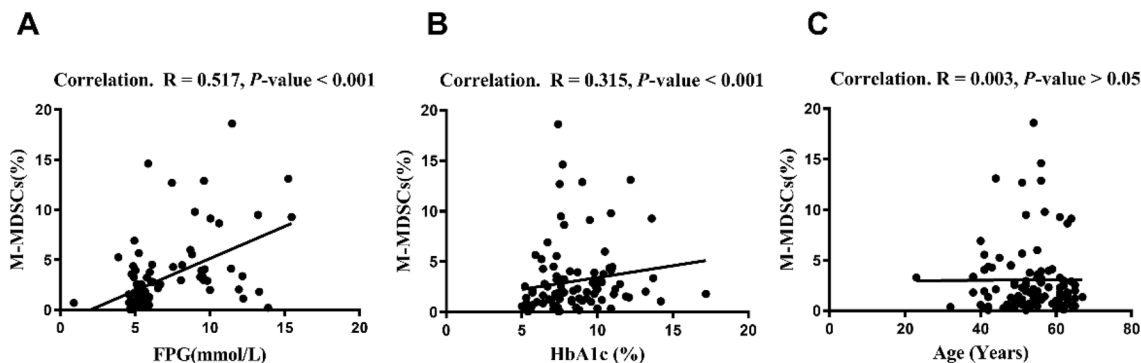 A
B
C
Correlation. R = 0.517, P-value < 0.001
Correlation. R = 0.315, P-value < 0.001
Correlation. R = 0.003, P-value > 0.05
M-MDSCs(%)
20
15
10
5
0
0 5 10 15 20
FPG(mmol/L)
M-MDSCs(%)
20
15
10
5
0
0 5 10 15 20
HbA1c (%)
M-MDSCs(%)
20
15
10
5
0
0 20 40 60 80
Age (Years)